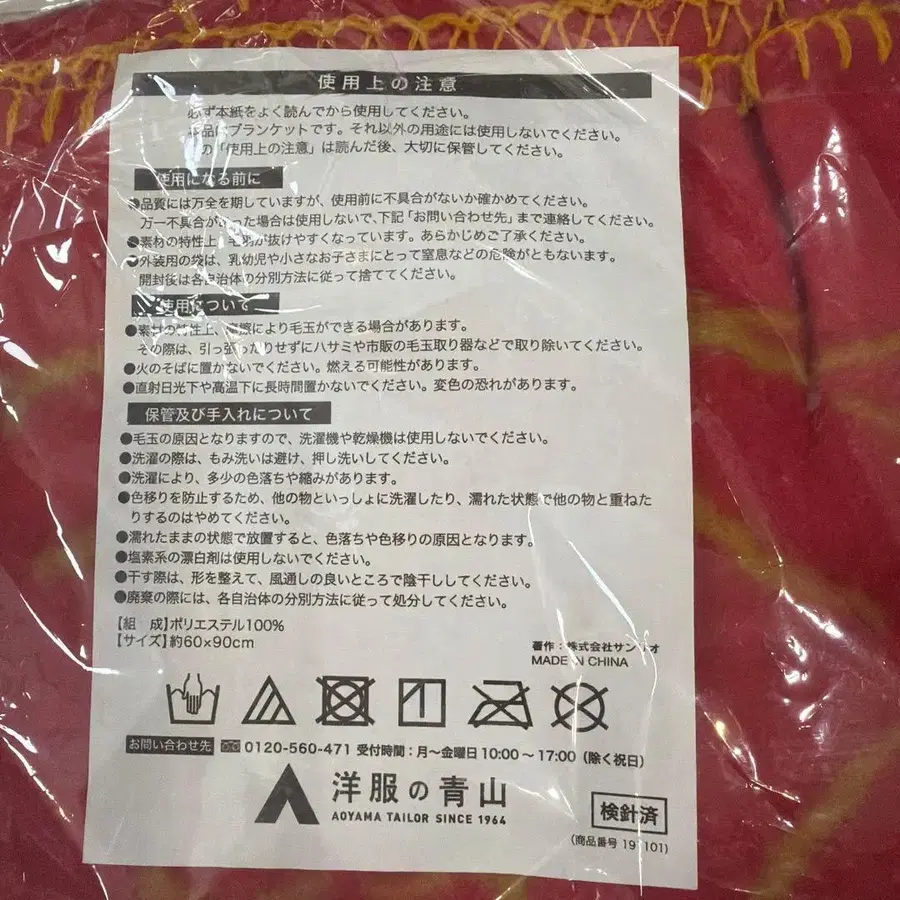 使用上の注意
必ず本紙をよく読んでから使用してください。
本品はブランケットです。それ以外の用途には使用しないでください。
の「使用上の注意」は読んだ後、大切に保管してください。
使用になる前に
●品質には万全を期していますが、使用前に不具合がないか確かめてください。
万一不具合があった場合は使用しないで、下記「お問い合わせ先」まで連絡してください。
●素材の特性上、毛羽が抜けやすくなっています。あらかじめご了承ください。
●外装用の袋は、乳幼児や小さなお子さまにとって窒息などの危険がともないます。
開封後は各自治体の分別方法に従って捨ててください。
使用について
●素材の特性上、摩擦により毛玉ができる場合があります。
その際は、引っ張ったりせずにハサミや市販の毛玉取り器などで取り除いてください。
●火のそばに置かないでください。燃える可能性があります。
●直射日光下や高温下に長時間置かないでください。変色の恐れがあります。
保管及び手入れについて
●毛玉の原因となりますので、洗濯機や乾燥機は使用しないでください。
●洗濯の際は、もみ洗いは避け、押し洗いしてください。
●洗濯により、多少の色落ちや縮みがあります。
●色移りを防止するため、他の物といっしょに洗濯したり、濡れた状態で他の物と重ねた
りするのはやめてください。
●濡れたままの状態で放置すると、色落ちや色移りの原因となります。
●塩素系の漂白剤は使用しないでください。
●干す際は、形を整えて、風通しの良いところで陰干ししてください。
●廃棄の際には、各自治体の分別方法に従って処分してください。
【組 成】ポリエステル100%
【サイズ】約60×90cm
著作：株式会社サンリオ
MADE IN CHINA
お問い合わせ先 0120-560-471 受付時間：月〜金曜日 10:00〜17:00（除く祝日）
洋服の青山
AOYAMA TAILOR SINCE 1964
検針済
（商品番号 19 101）